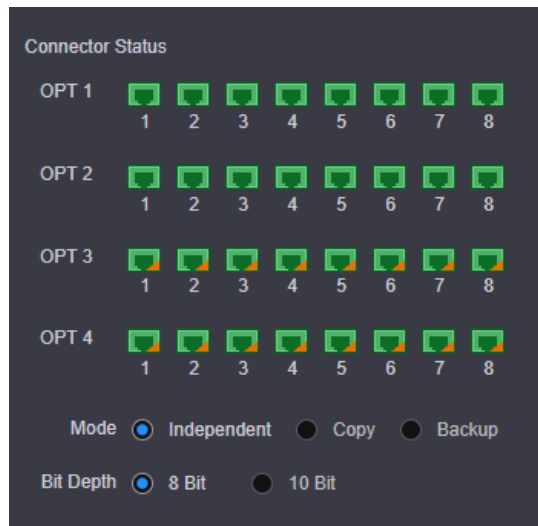 Connector Status
OPT 1
1 2 3 4 5 6 7 8
OPT 2
1 2 3 4 5 6 7 8
OPT 3
1 2 3 4 5 6 7 8
OPT 4
1 2 3 4 5 6 7 8
Mode Independent Copy Backup
Bit Depth 8 Bit 10 Bit